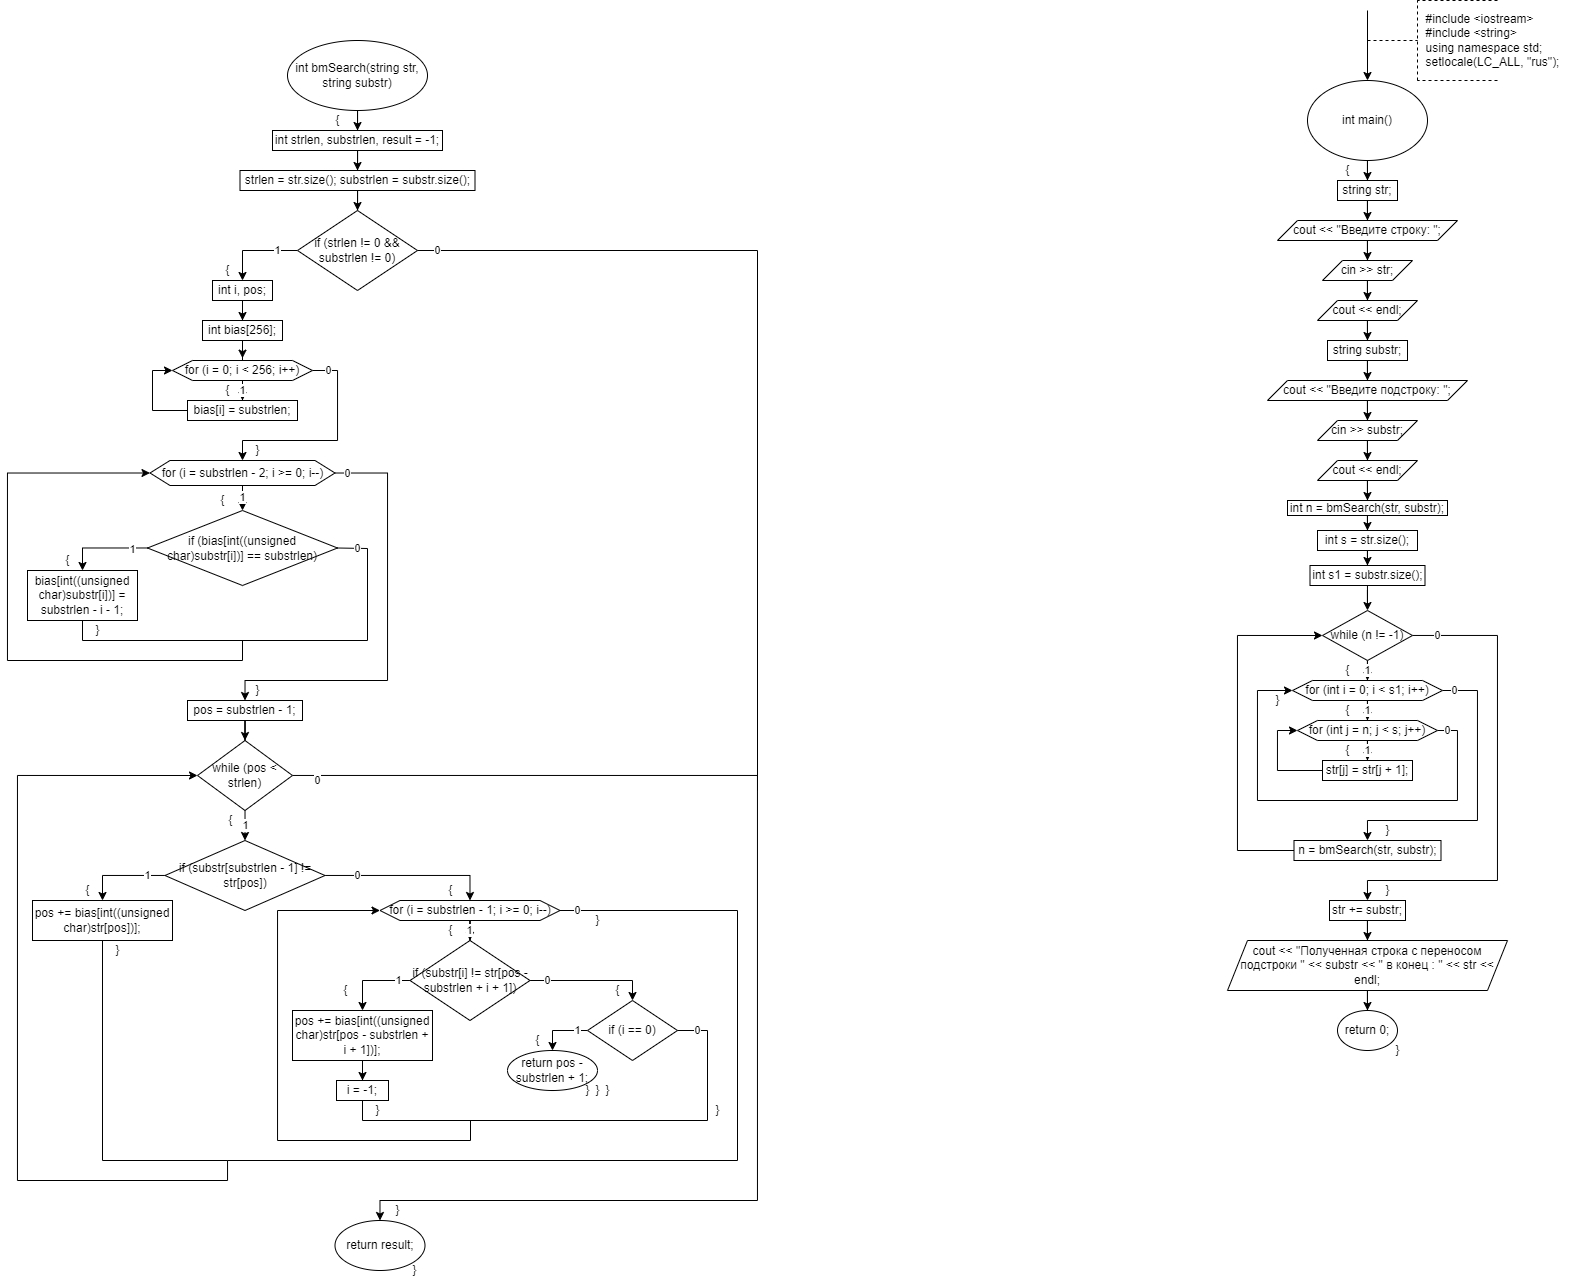 int bmSearch(string str,
string substr)
{
int strlen, substrlen, result = -1;
strlen = str.size(); substrlen = substr.size();
if (strlen != 0 &&
substrlen != 0)
1
0
{
int i, pos;
int bias[256];
for (i = 0; i < 256; i++)
0
{ 1
bias[i] = substrlen;
}
for (i = substrlen - 2; i >= 0; i--)
0
{ 1
if (bias[int((unsigned
char)substr[i])] == substrlen)
1
0
{
bias[int((unsigned
char)substr[i])] =
substrlen - i - 1;
}
}
pos = substrlen - 1;
while (pos <
strlen)
0
{ 1
if (substr[substrlen - 1] !=
str[pos])
1
0
{
pos += bias[int((unsigned
char)str[pos])];
}
{
for (i = substrlen - 1; i >= 0; i--)
0
}
{ 1
if (substr[i] != str[pos -
substrlen + i + 1])
1
0
{
pos += bias[int((unsigned
char)str[pos - substrlen +
i + 1])];
i = -1;
}
{
if (i == 0)
1
0
{
return pos -
substrlen + 1;
} } }
}
}
return result;
}
#include <iostream>
#include <string>
using namespace std;
setlocale(LC_ALL, "rus");
int main()
{
string str;
cout << "Введите строку: ";
cin >> str;
cout << endl;
string substr;
cout << "Введите подстроку: ";
cin >> substr;
cout << endl;
int n = bmSearch(str, substr);
int s = str.size();
int s1 = substr.size();
while (n != -1)
0
{ 1
for (int i = 0; i < s1; i++)
0
}
{ 1
for (int j = n; j < s; j++)
0
{ 1
str[j] = str[j + 1];
}
n = bmSearch(str, substr);
}
str += substr;
cout << "Полученная строка с переносом
подстроки " << substr << " в конец : " << str <<
endl;
return 0;
}